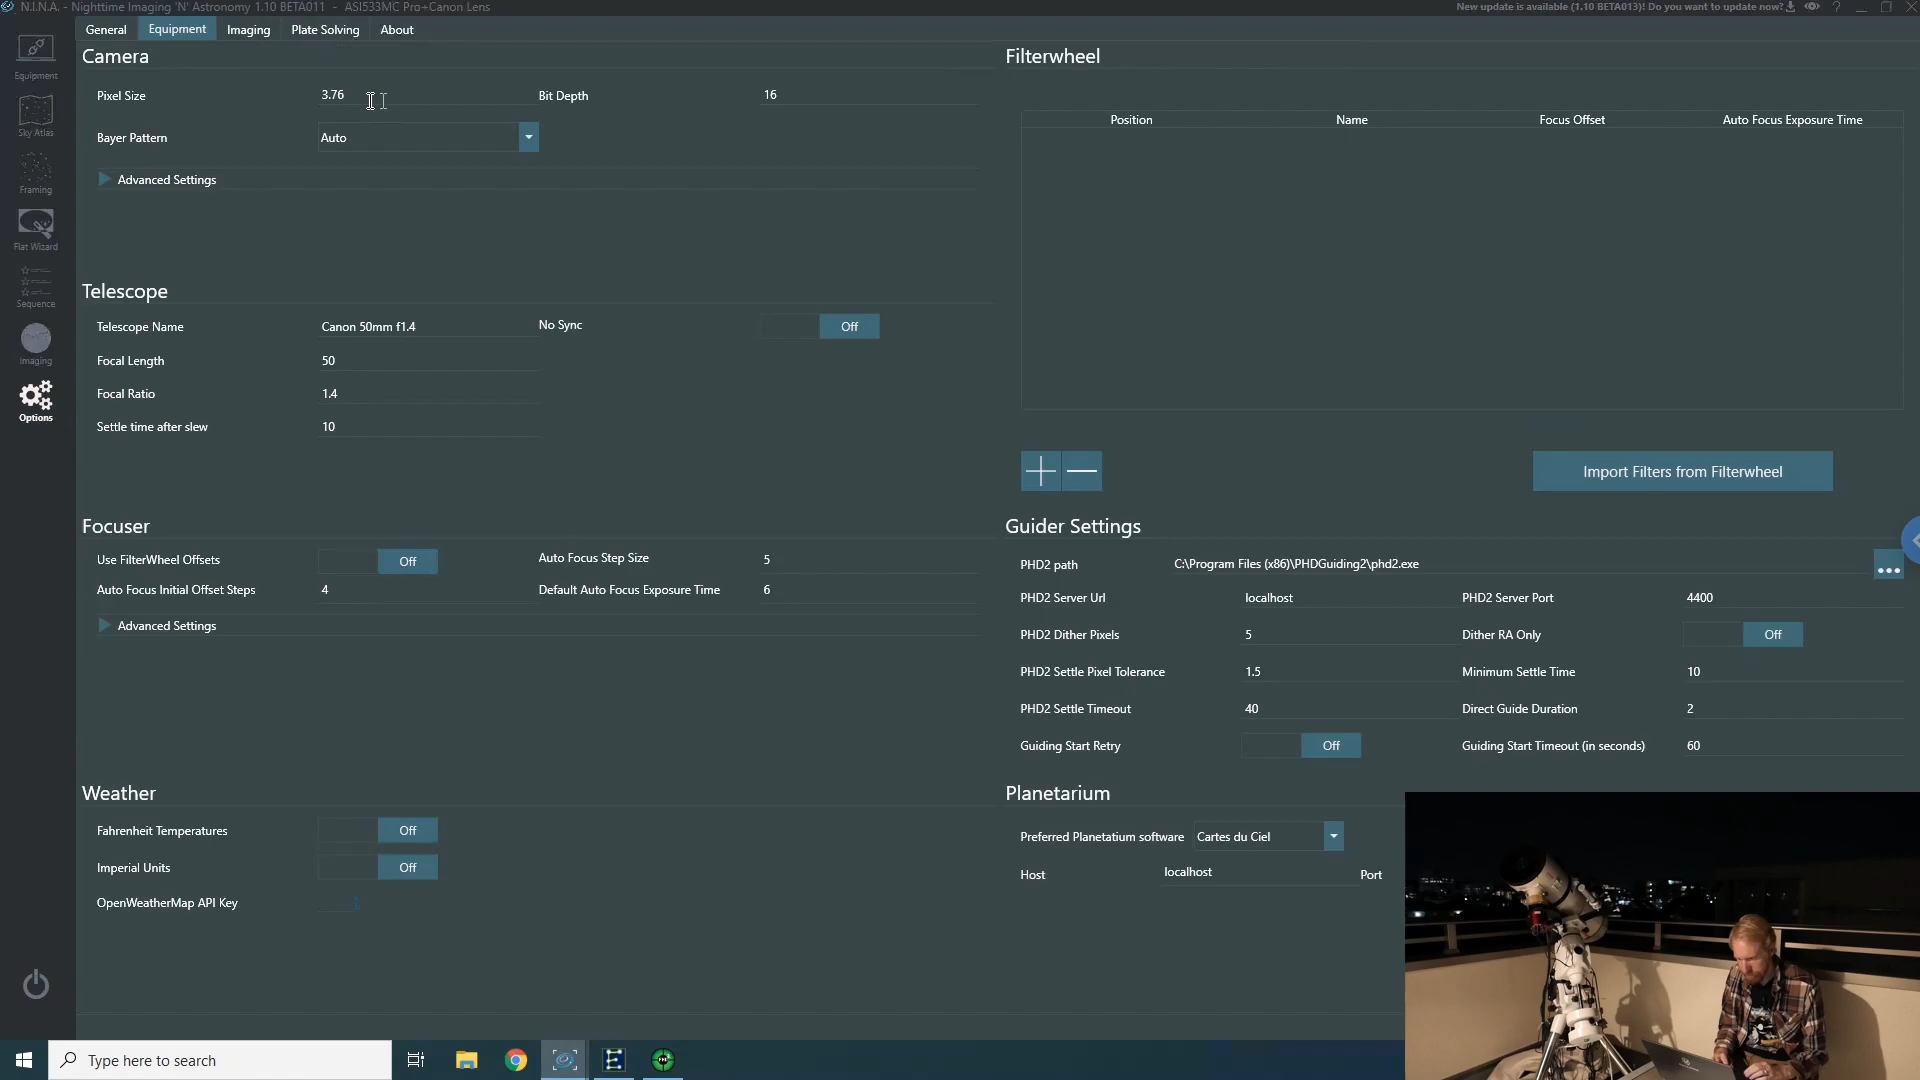 N.I.N.A. - Nighttime Imaging 'N' Astronomy 1.10 BETA011 - ASI533MC Pro+Canon Lens
New update is available (1.10 BETA013)! Do you want to update now?
General Equipment Imaging Plate Solving About
Equipment
Sky Atlas
Framing
Flat Wizard
Sequence
Imaging
Options
Camera
Pixel Size 3.76 Bit Depth 16
Bayer Pattern Auto
Advanced Settings
Telescope
Telescope Name Canon 50mm f1.4 No Sync Off
Focal Length 50
Focal Ratio 1.4
Settle time after slew 10
Focuser
Use FilterWheel Offsets Off Auto Focus Step Size 5
Auto Focus Initial Offset Steps 4 Default Auto Focus Exposure Time 6
Advanced Settings
Weather
Fahrenheit Temperatures Off
Imperial Units Off
OpenWeatherMap API Key
Filterwheel
Position Name Focus Offset Auto Focus Exposure Time
Import Filters from Filterwheel
Guider Settings
PHD2 path C:\Program Files (x86)\PHDGuiding2\phd2.exe ...
PHD2 Server Url localhost PHD2 Server Port 4400
PHD2 Dither Pixels 5 Dither RA Only Off
PHD2 Settle Pixel Tolerance 1.5 Minimum Settle Time 10
PHD2 Settle Timeout 40 Direct Guide Duration 2
Guiding Start Retry Off Guiding Start Timeout (in seconds) 60
Planetarium
Preferred Planetatium software Cartes du Ciel
Host localhost Port
Type here to search